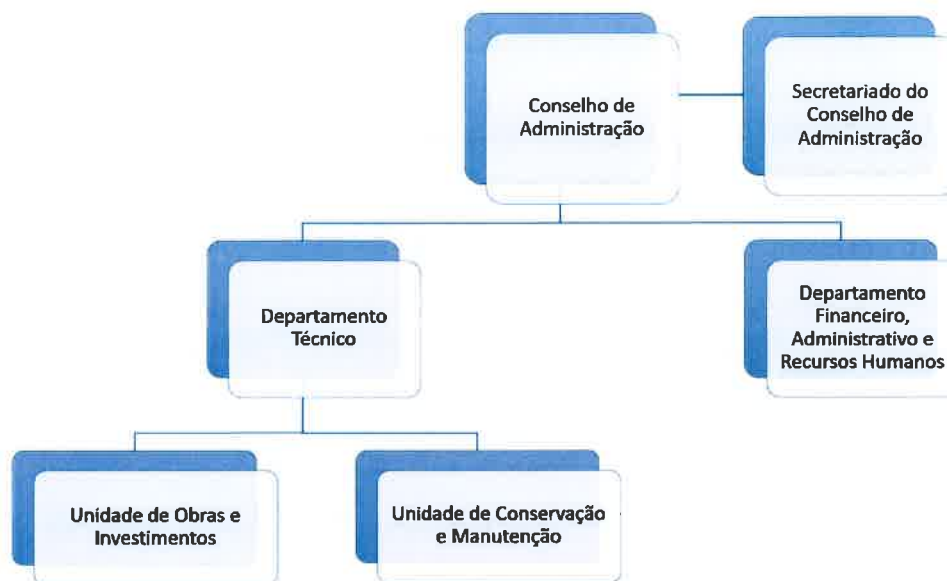 Conselho de
Administração
Secretariado do
Conselho de
Administração
Departamento
Técnico
Departamento
Financeiro,
Administrativo e
Recursos Humanos
Unidade de Obras e
Investimentos
Unidade de Conservação
e Manutenção